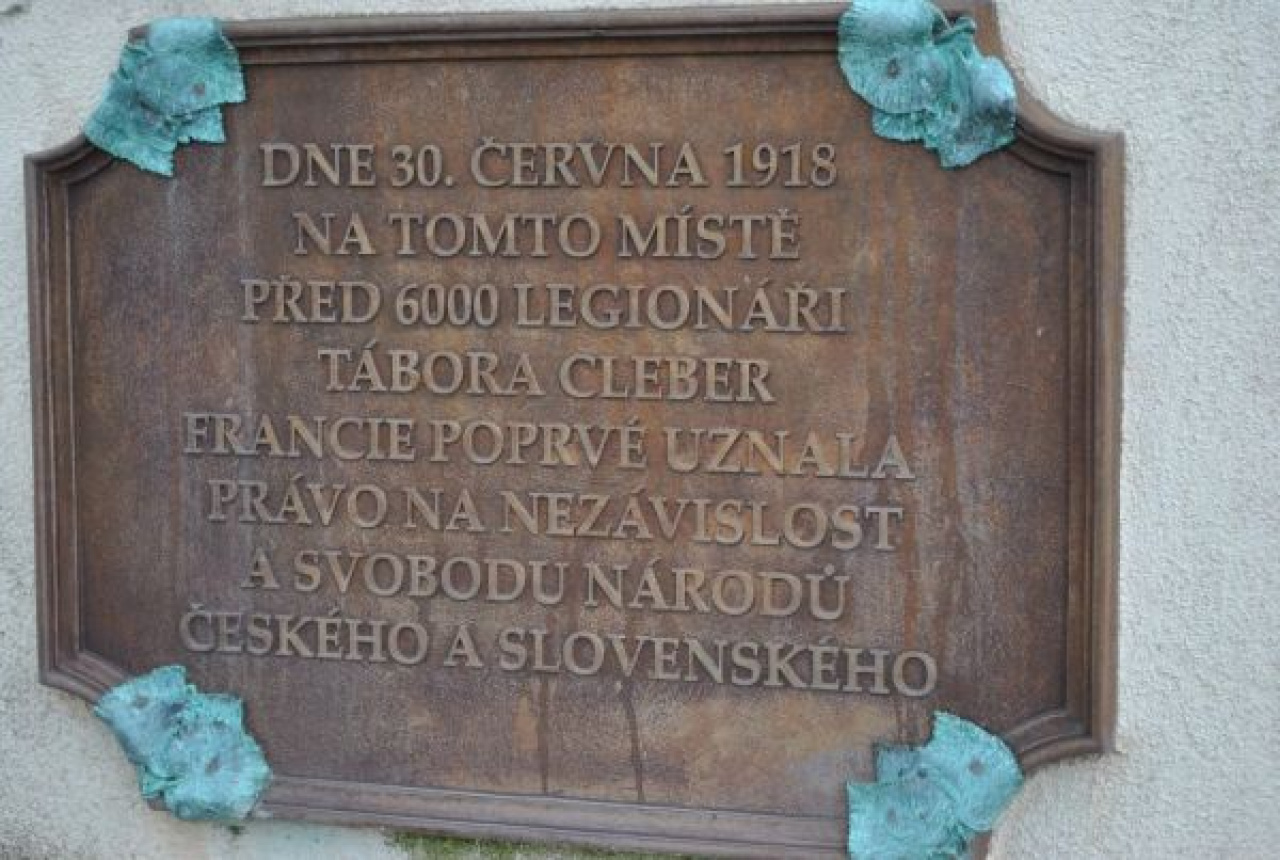 DNE 30. ČERVNA 1918
NA TOMTO MÍSTĚ
PŘED 6000 LEGIONÁŘI
TÁBORA CLEBER
FRANCIE POPRVÉ UZNALA
PRÁVO NA NEZÁVISLOST
A SVOBODU NÁRODŮ
ČESKÉHO A SLOVENSKÉHO